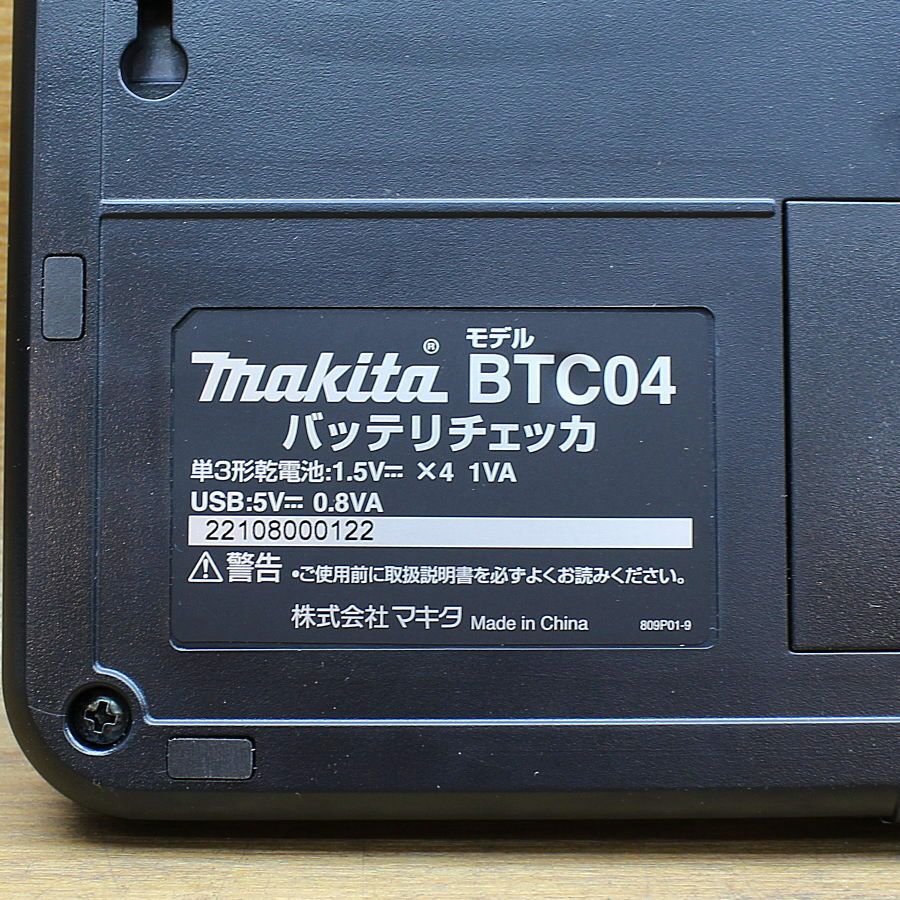 モデル
makita® BTC04
バッテリチェッカ
単3形乾電池:1.5V⎓ ×4 1VA
USB:5V⎓ 0.8VA
22108000122
⚠警告 •ご使用前に取扱説明書を必ずよくお読みください。
株式会社マキタ Made in China 809P01-9